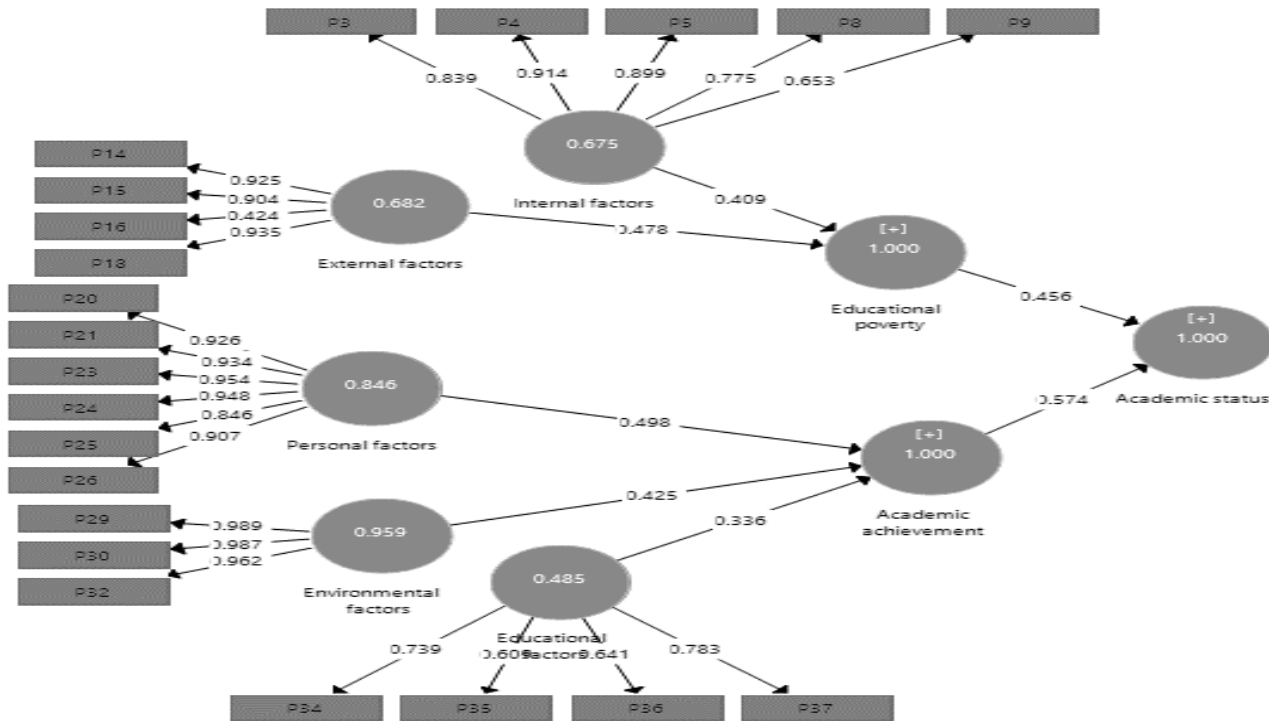 P3 P4 P5 P8 P9
0.839 0.914 0.899 0.775 0.653
0.675
Internal factors
P14
P15
P16
P18
0.925
0.904
0.424
0.935
0.682
External factors
0.409
0.478
[+]
1.000
Educational
poverty
0.456
[+]
1.000
Academic status
P20
P21
P23
P24
P25
P26
0.926
0.934
0.954
0.948
0.846
0.907
0.846
Personal factors
0.498
0.574
[+]
1.000
Academic
achievement
0.425
0.336
P29
P30
P32
0.989
0.987
0.962
0.959
Environmental
factors
0.485
Educational
factors
0.739 0.609 0.641 0.783
P34 P35 P36 P37